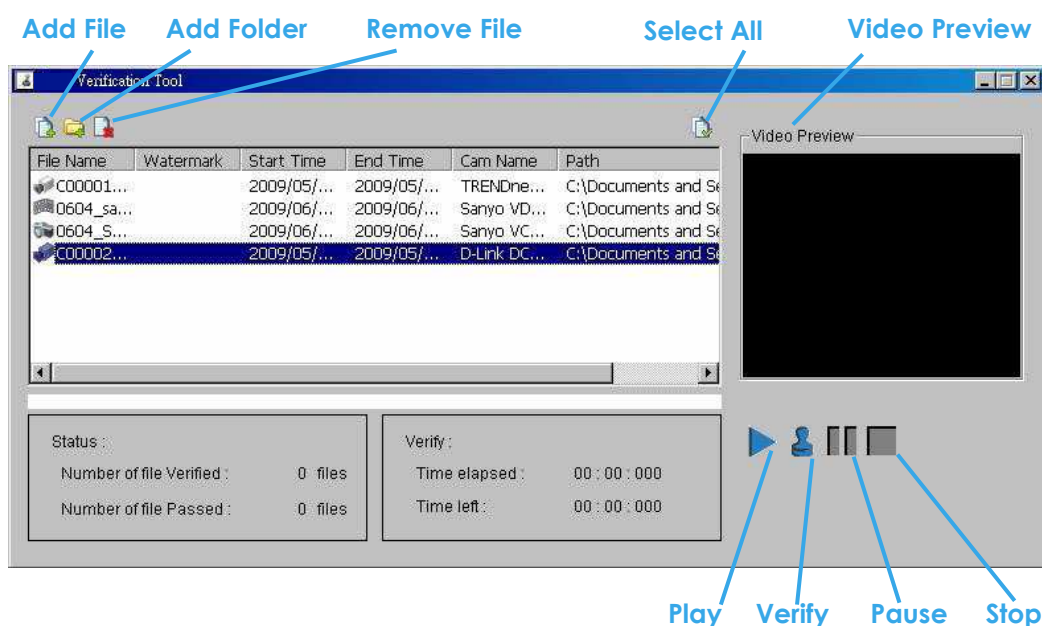 Add File Add Folder Remove File Select All Video Preview
Verification Tool
Video Preview
File Name Watermark Start Time End Time Cam Name Path
C00001... 2009/05/... 2009/05/... TRENDne... C:\Documents and Se
0604_sa... 2009/06/... 2009/06/... Sanyo VD... C:\Documents and Se
0604_S... 2009/06/... 2009/06/... Sanyo VC... C:\Documents and Se
C00002... 2009/05/... 2009/05/... D-Link DC... C:\Documents and Se
Status :
Number of file Verified : 0 files
Number of file Passed : 0 files
Verify :
Time elapsed : 00 : 00 : 000
Time left : 00 : 00 : 000
Play Verify Pause Stop